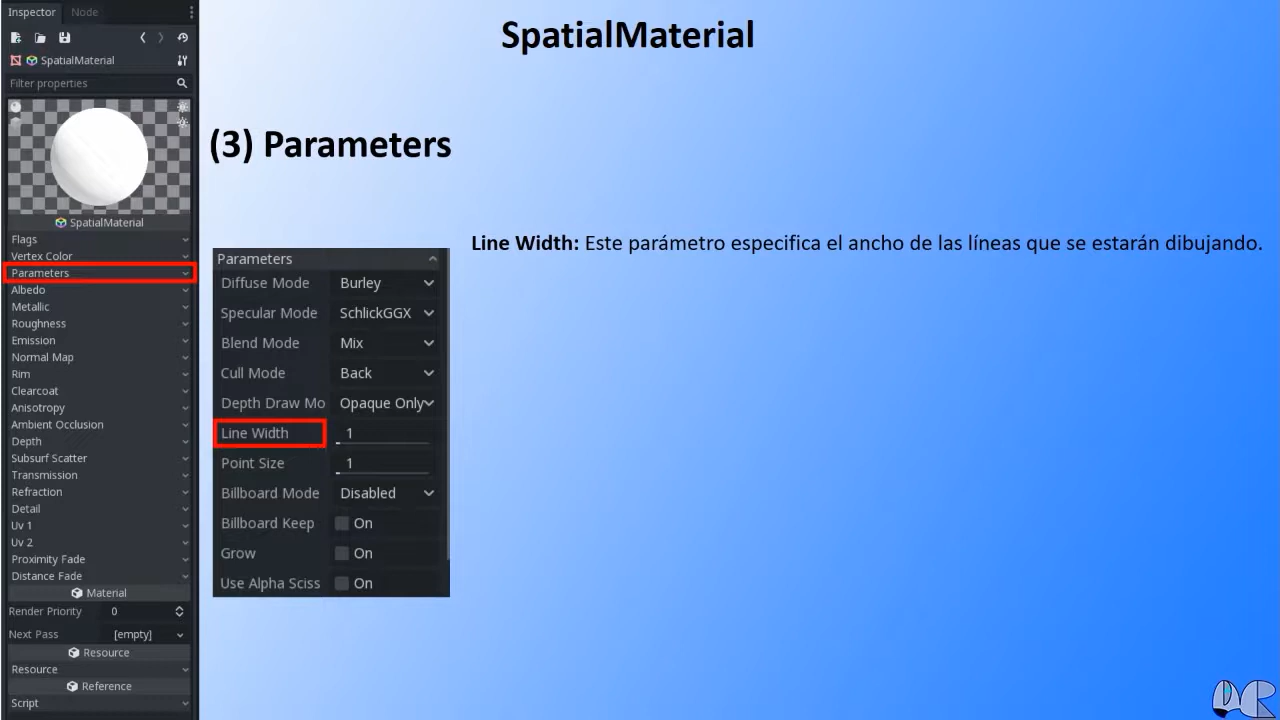 Inspector Node
SpatialMaterial
Filter properties
SpatialMaterial
Flags
Vertex Color
Parameters
Albedo
Metallic
Roughness
Emission
Normal Map
Rim
Clearcoat
Anisotropy
Ambient Occlusion
Depth
Subsurf Scatter
Transmission
Refraction
Detail
Uv 1
Uv 2
Proximity Fade
Distance Fade
Material
Render Priority 0
Next Pass [empty]
Resource
Resource
Reference
Script
SpatialMaterial
(3) Parameters
Parameters
Diffuse Mode Burley
Specular Mode SchlickGGX
Blend Mode Mix
Cull Mode Back
Depth Draw Mo Opaque Only
Line Width 1
Point Size 1
Billboard Mode Disabled
Billboard Keep On
Grow On
Use Alpha Sciss On
Line Width: Este parámetro especifica el ancho de las líneas que se estarán dibujando.